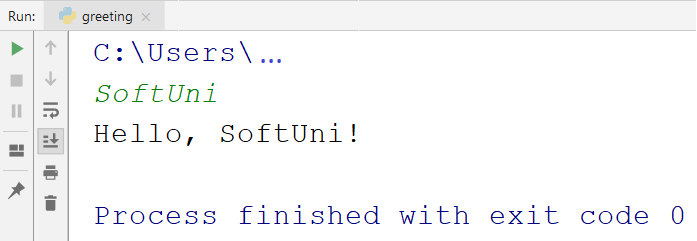 Run: greeting ×
C:\Users\...
SoftUni
Hello, SoftUni!
Process finished with exit code 0